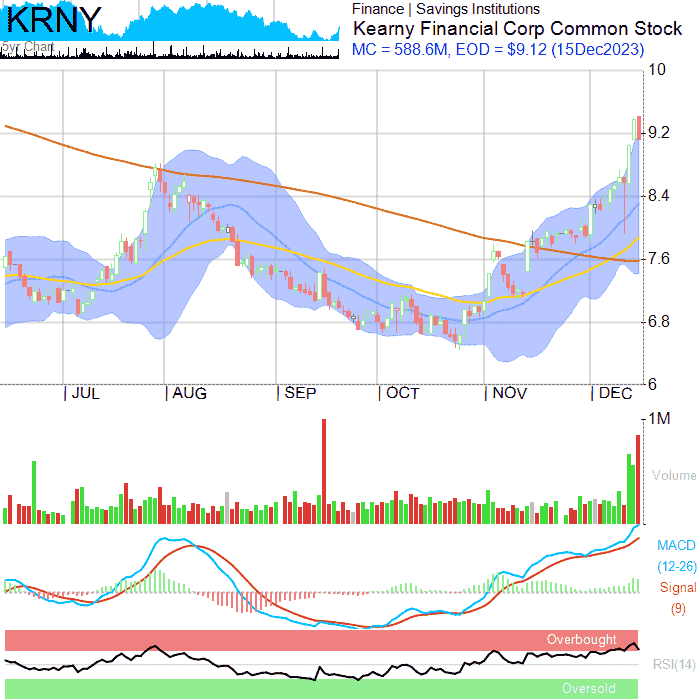 KRNY
5yr Chart
Finance | Savings Institutions
Kearny Financial Corp Common Stock
MC = 588.6M, EOD = $9.12 (15Dec2023)
10
9.2
8.4
7.6
6.8
6
JUL AUG SEP OCT NOV DEC
1M
Volume
MACD
(12-26)
Signal
(9)
Overbought
RSI(14)
Oversold